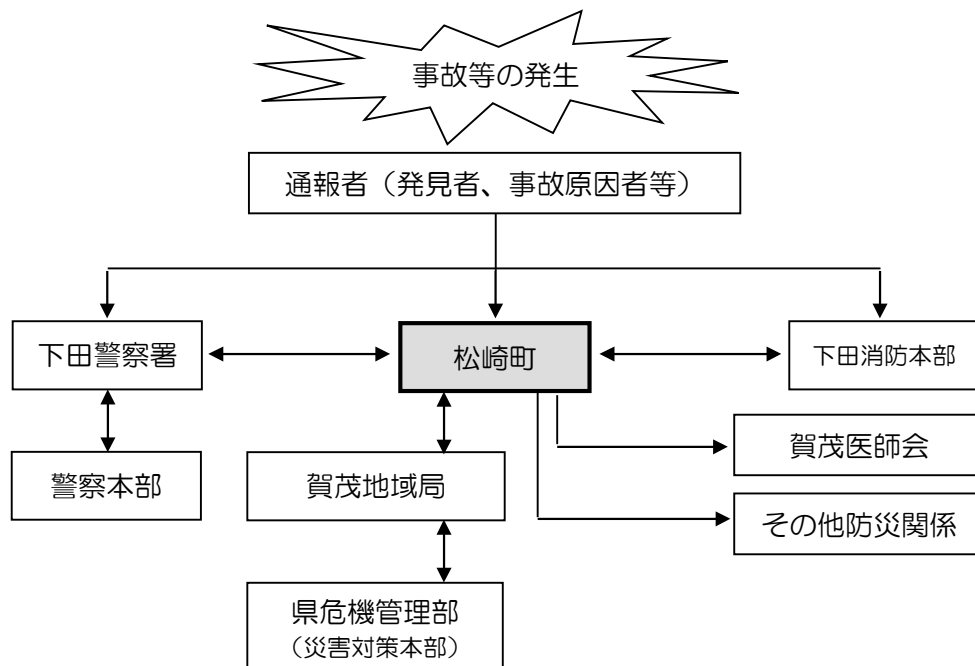 事故等の発生
通報者（発見者、事故原因者等）
下田警察署
松崎町
下田消防本部
賀茂医師会
警察本部
賀茂地域局
その他防災関係
県危機管理部
（災害対策本部）